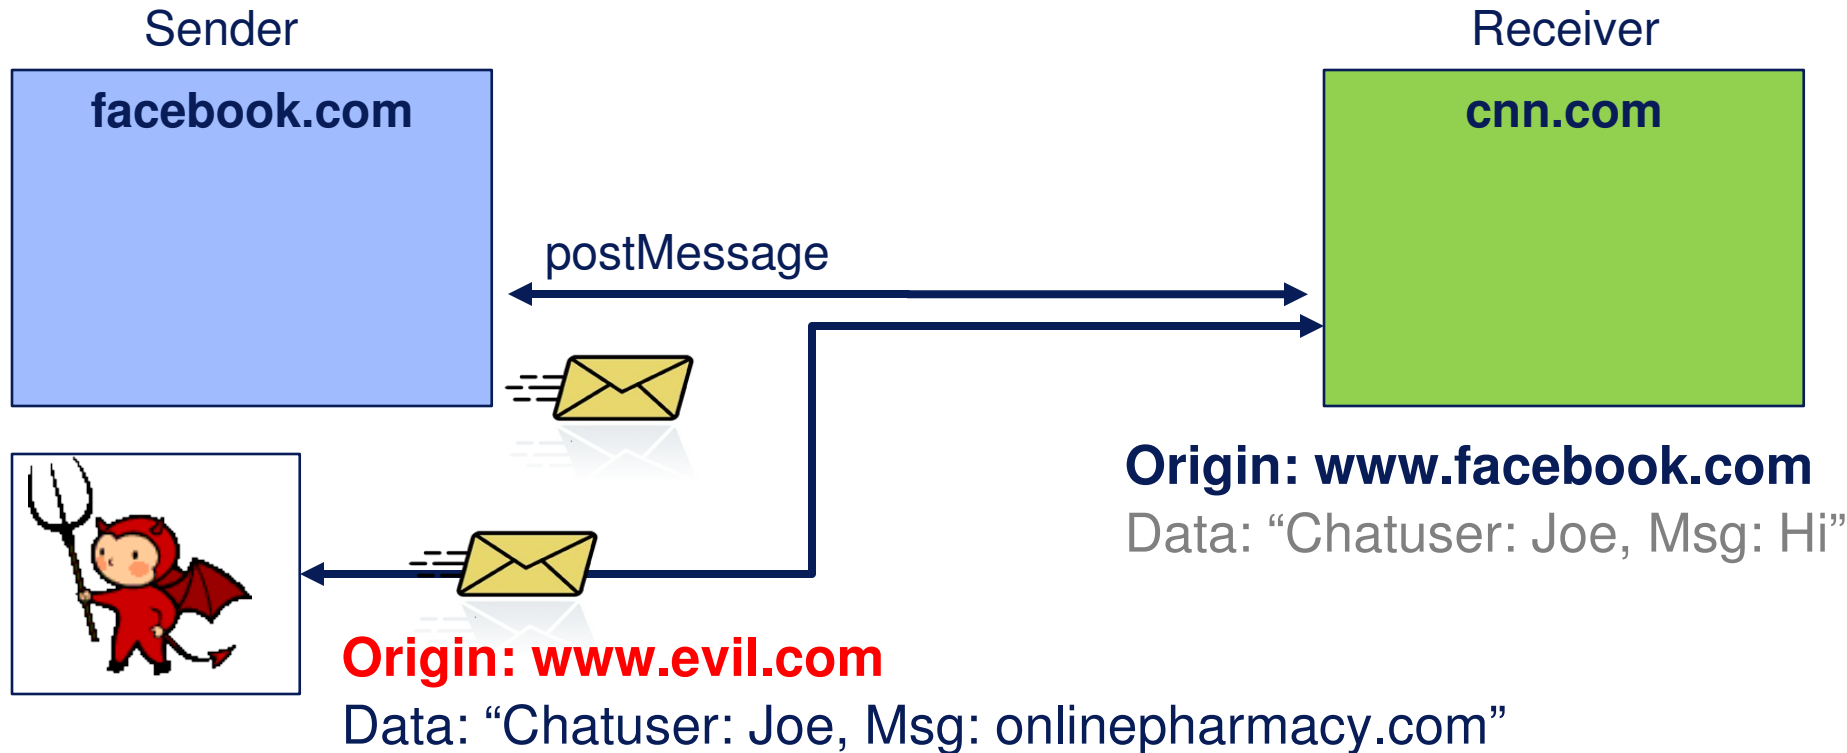 Sender
Receiver
facebook.com
cnn.com
postMessage
Origin: www.facebook.com
Data: “Chatuser: Joe, Msg: Hi”
Origin: www.evil.com
Data: “Chatuser: Joe, Msg: onlinepharmacy.com”